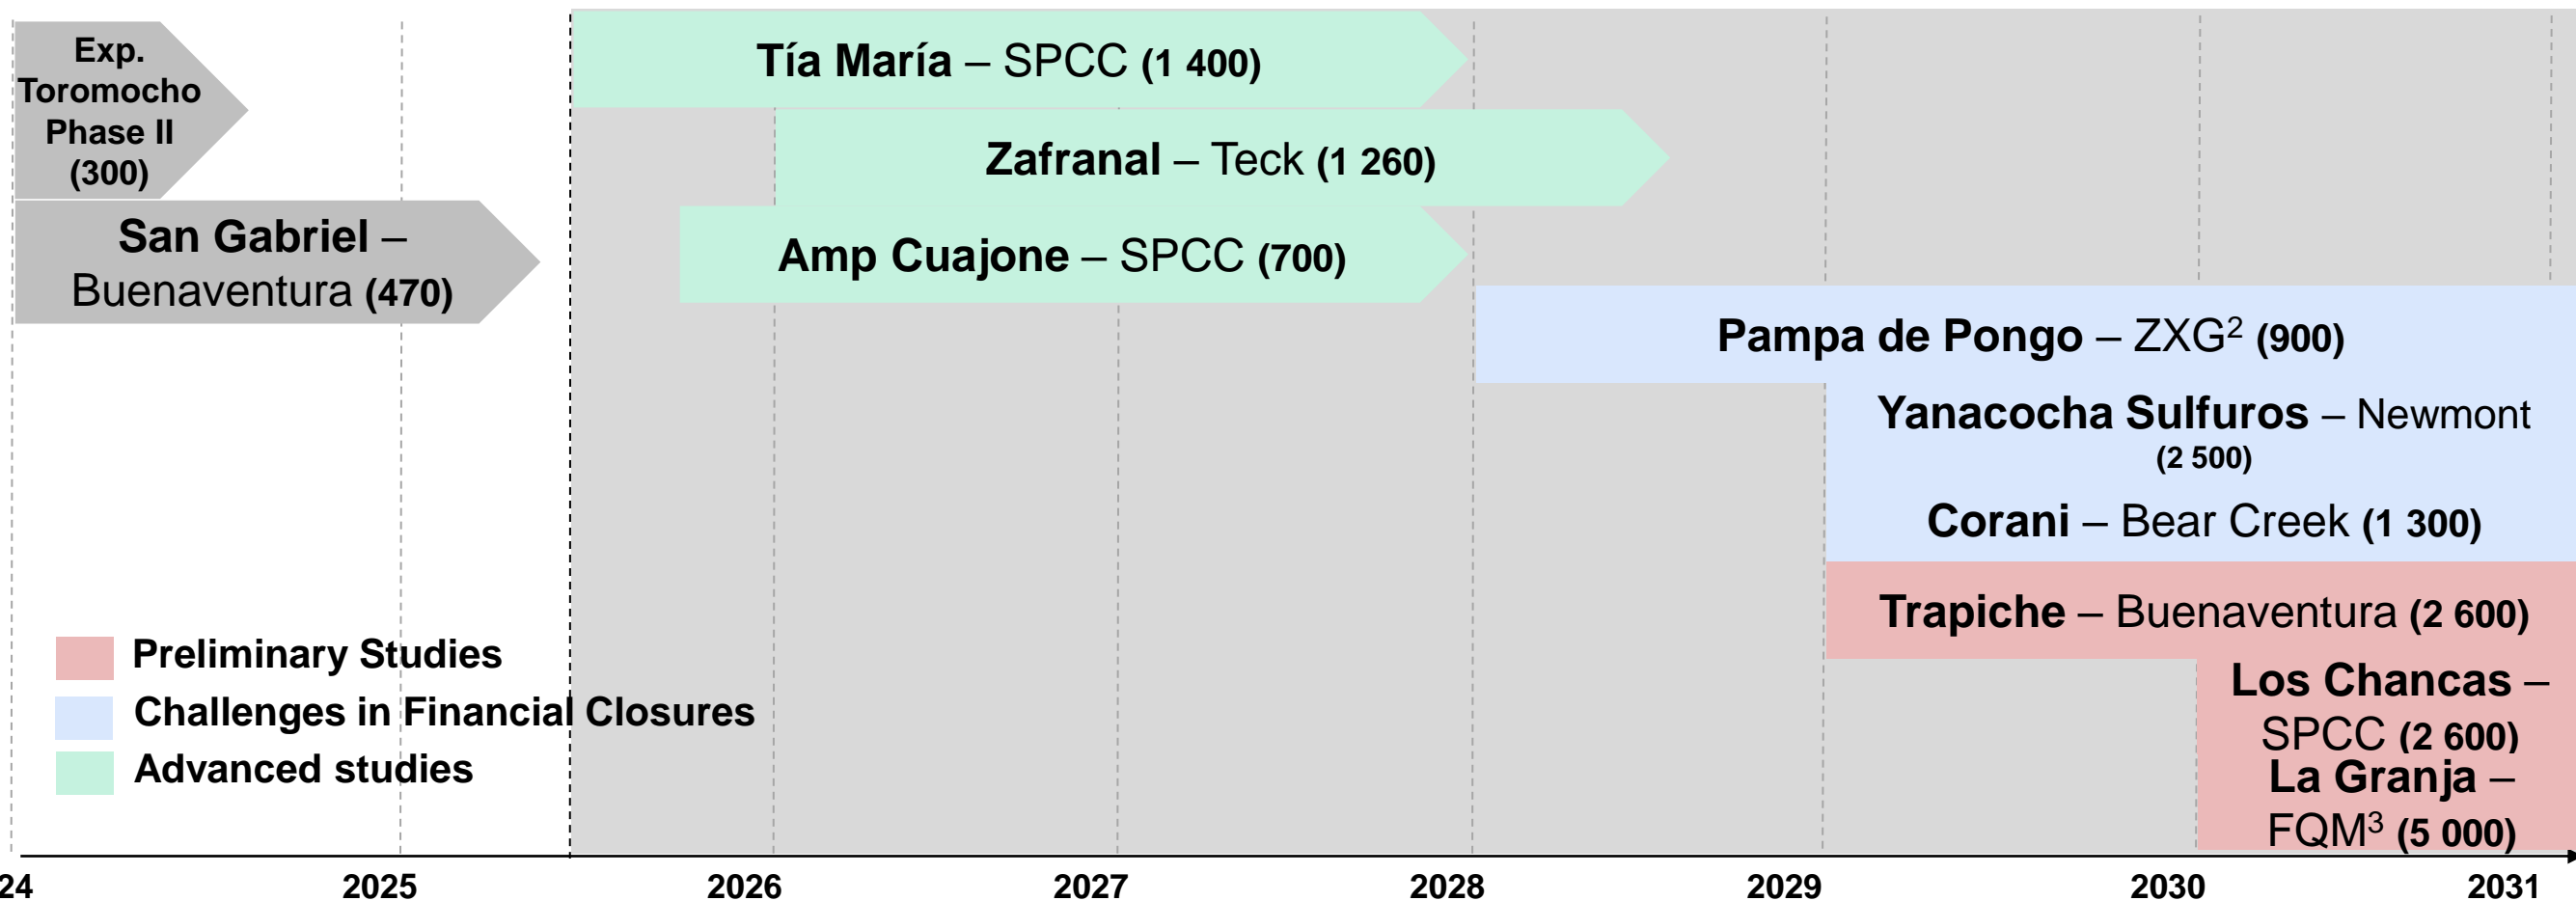 Exp.
Toromocho
Phase II
(300)
San Gabriel –
Buenaventura (470)
Tía María – SPCC (1 400)
Zafranal – Teck (1 260)
Amp Cuajone – SPCC (700)
Pampa de Pongo – ZXG² (900)
Yanacocha Sulfuros – Newmont
(2 500)
Corani – Bear Creek (1 300)
Trapiche – Buenaventura (2 600)
Los Chancas –
SPCC (2 600)
La Granja –
FQM³ (5 000)
Preliminary Studies
Challenges in Financial Closures
Advanced studies
24 2025 2026 2027 2028 2029 2030 2031